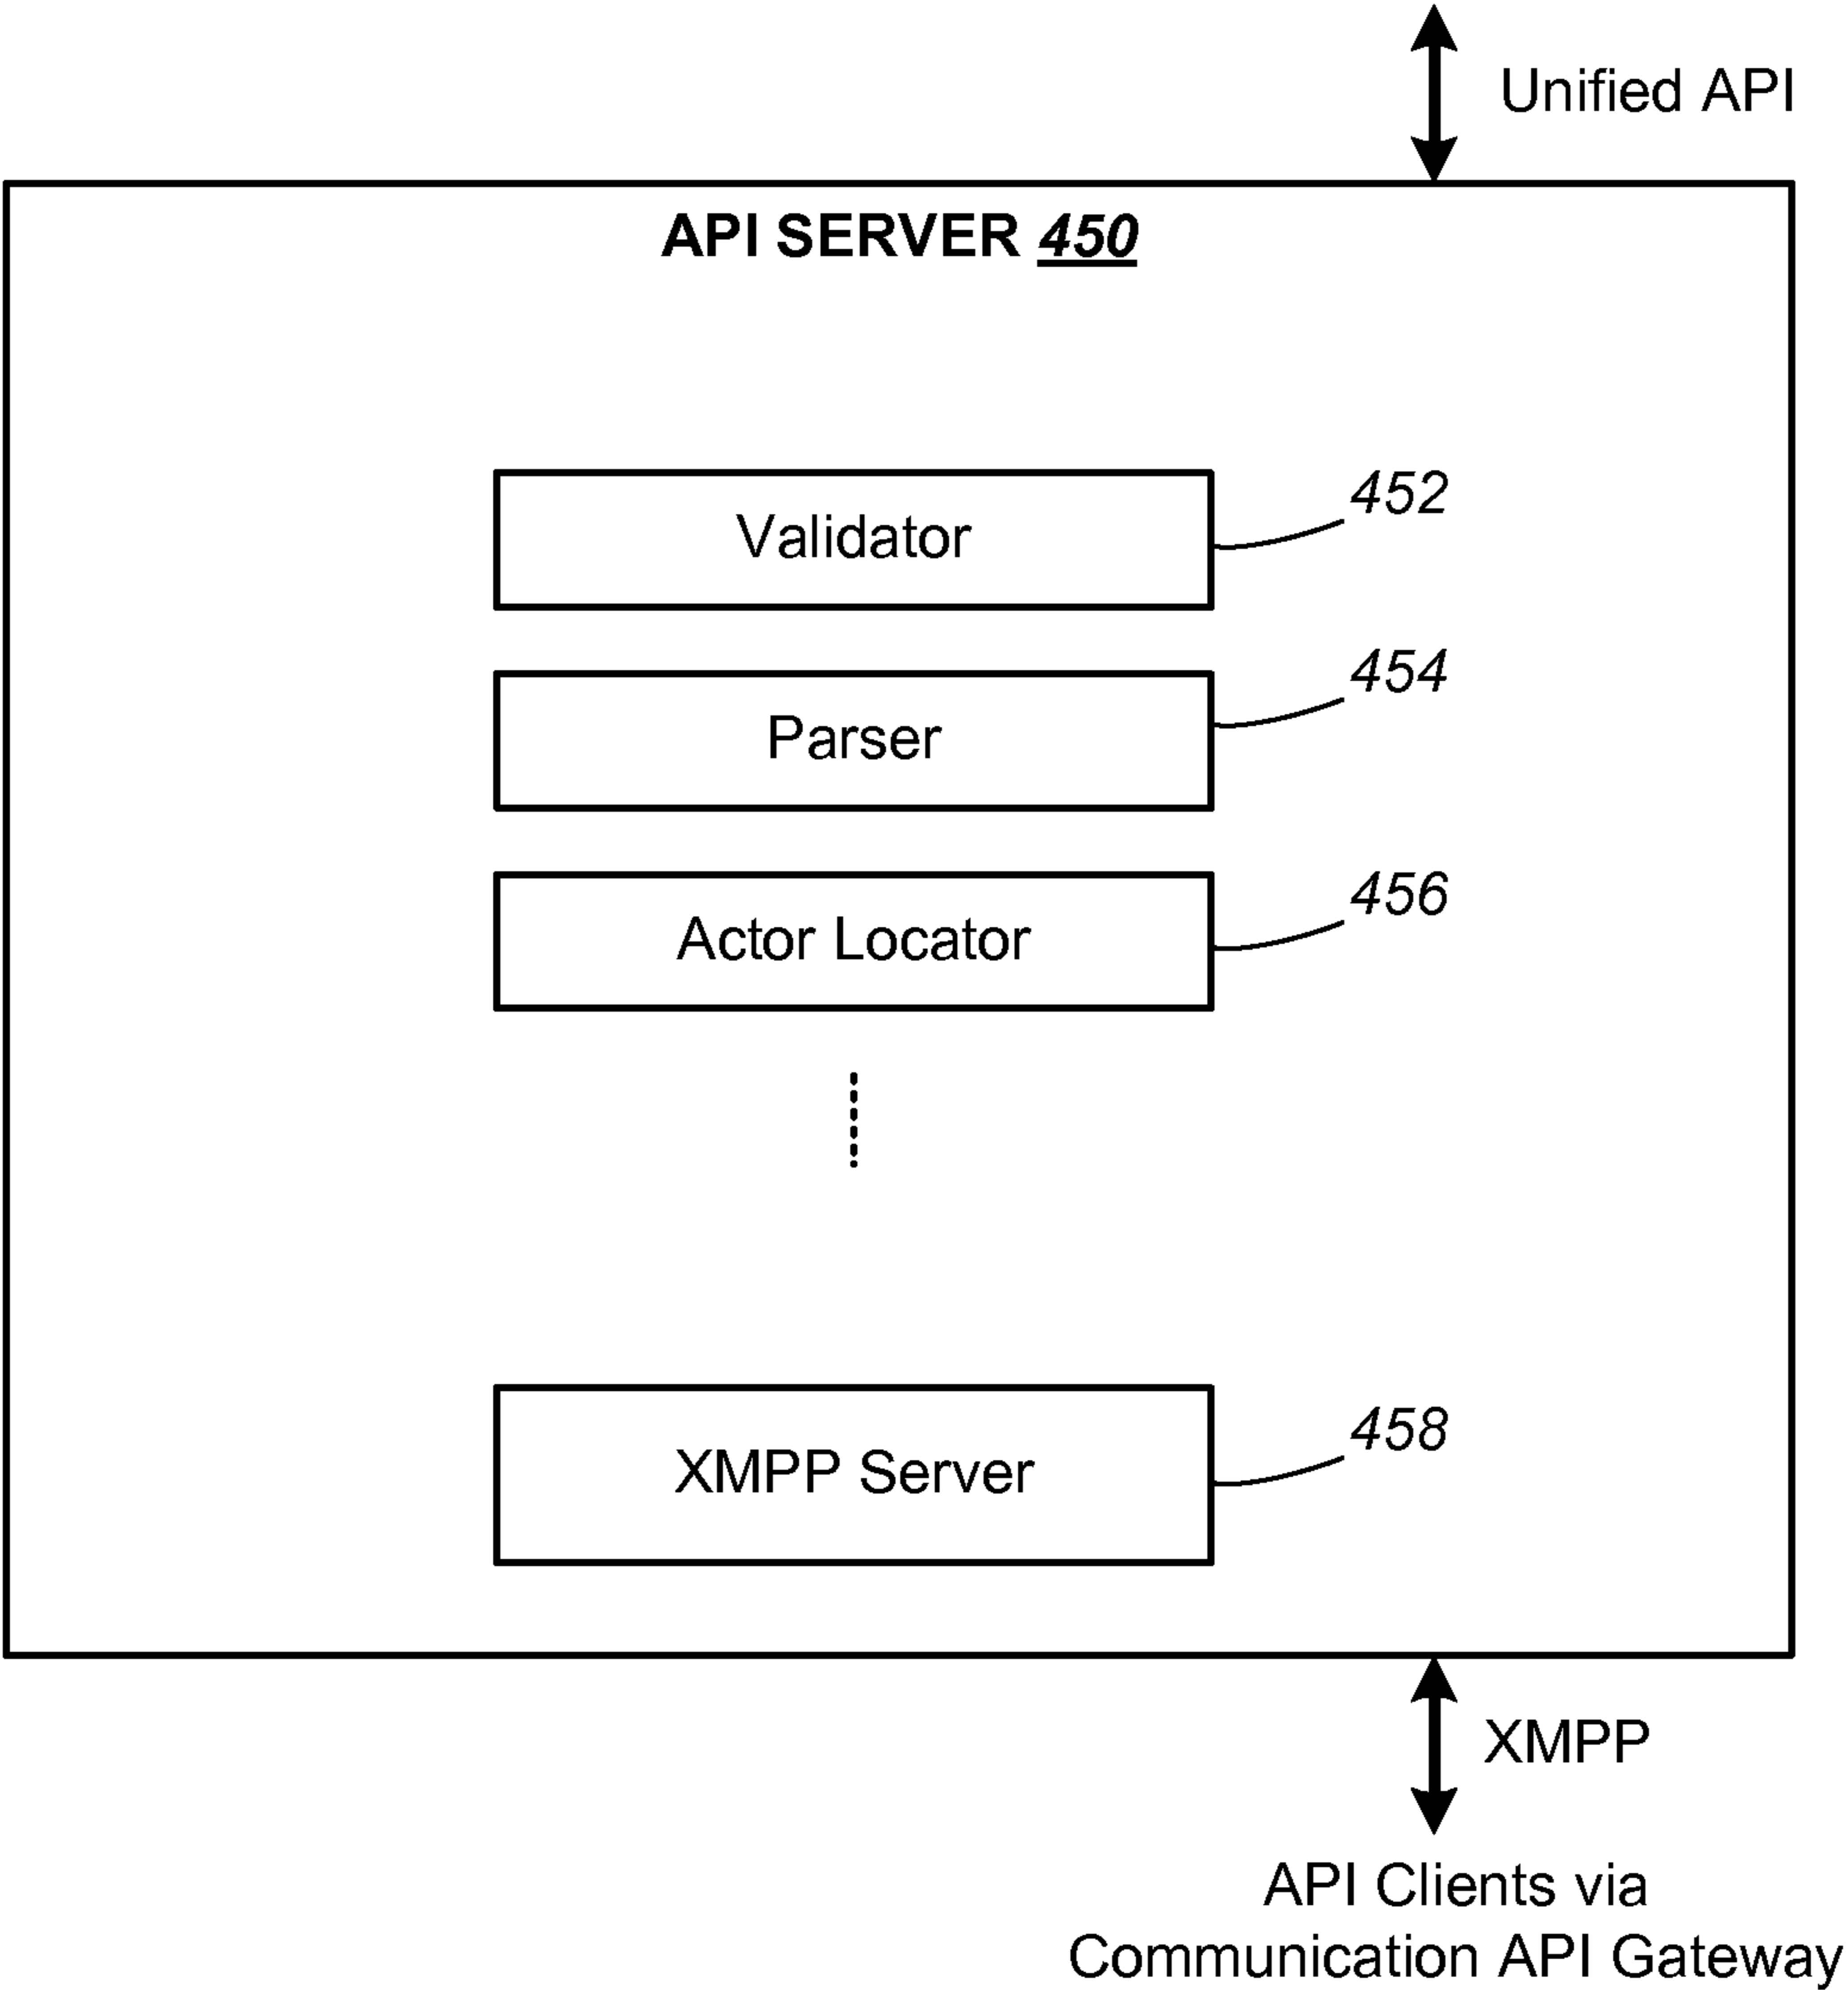 Unified API
API SERVER 450
452
Validator
454
Parser
456
Actor Locator
458
XMPP Server
XMPP
API Clients via
Communication API Gateway